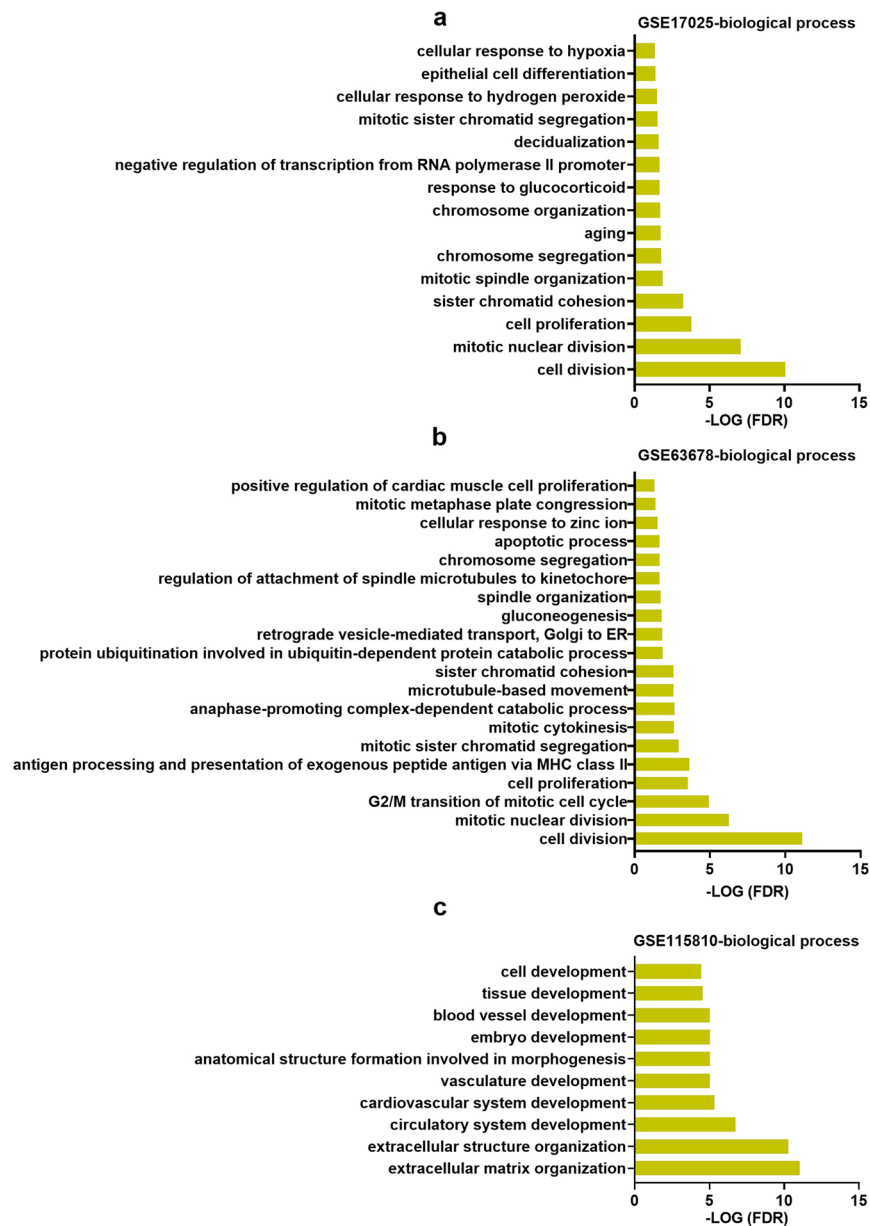 a
GSE17025-biological process
cellular response to hypoxia
epithelial cell differentiation
cellular response to hydrogen peroxide
mitotic sister chromatid segregation
decidualization
negative regulation of transcription from RNA polymerase II promoter
response to glucocorticoid
chromosome organization
aging
chromosome segregation
mitotic spindle organization
sister chromatid cohesion
cell proliferation
mitotic nuclear division
cell division
0 5 10 15
-LOG (FDR)
b
GSE63678-biological process
positive regulation of cardiac muscle cell proliferation
mitotic metaphase plate congression
cellular response to zinc ion
apoptotic process
chromosome segregation
regulation of attachment of spindle microtubules to kinetochore
spindle organization
gluconeogenesis
retrograde vesicle-mediated transport, Golgi to ER
protein ubiquitination involved in ubiquitin-dependent protein catabolic process
sister chromatid cohesion
microtubule-based movement
anaphase-promoting complex-dependent catabolic process
mitotic cytokinesis
mitotic sister chromatid segregation
antigen processing and presentation of exogenous peptide antigen via MHC class II
cell proliferation
G2/M transition of mitotic cell cycle
mitotic nuclear division
cell division
0 5 10 15
-LOG (FDR)
c
GSE115810-biological process
cell development
tissue development
blood vessel development
embryo development
anatomical structure formation involved in morphogenesis
vasculature development
cardiovascular system development
circulatory system development
extracellular structure organization
extracellular matrix organization
0 5 10 15
-LOG (FDR)